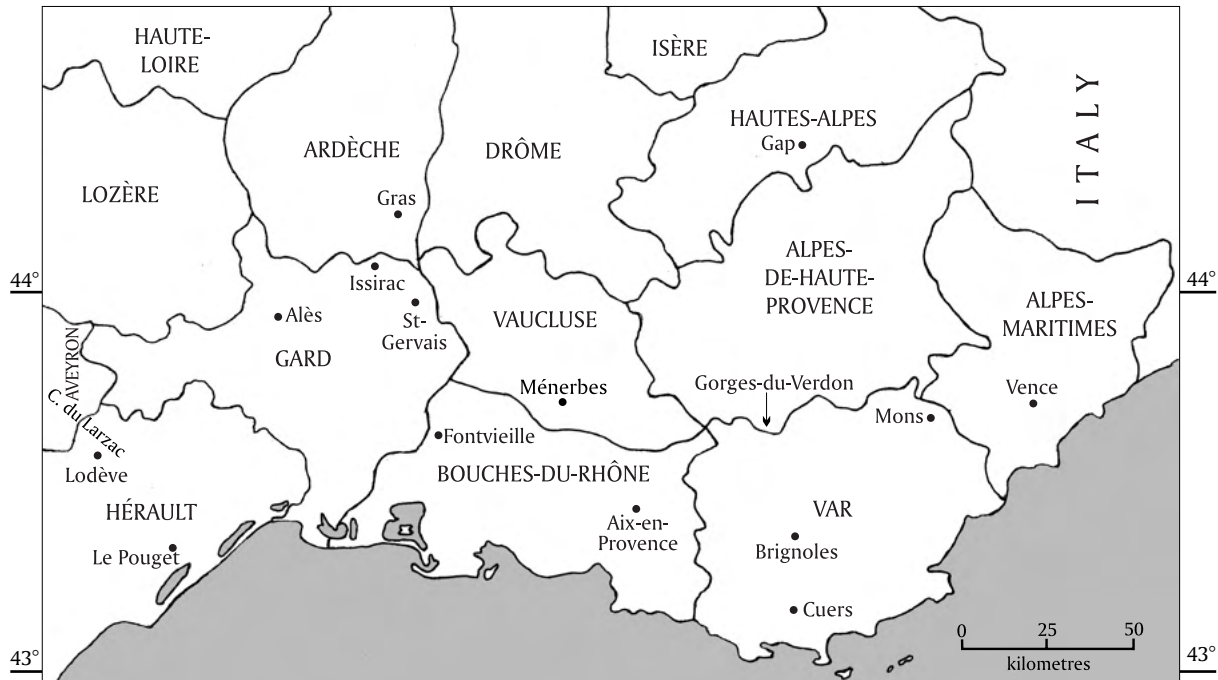 HAUTE-
LOIRE
ISÈRE
ITALY
HAUTES-ALPES
Gap
ARDÈCHE
DRÔME
LOZÈRE
Gras
ALPES-
DE-HAUTE-
PROVENCE
44°
44°
Issirac
ALPES-
MARITIMES
Alès
St-
Gervais
VAUCLUSE
AVEYRON
GARD
Gorges-du-Verdon
Ménerbes
Vence
Mons
C. du Larzac
Fontvieille
Lodève
BOUCHES-DU-RHÔNE
HÉRAULT
VAR
Aix-en-
Provence
Le Pouget
Brignoles
Cuers
0 25 50
kilometres
43°
43°